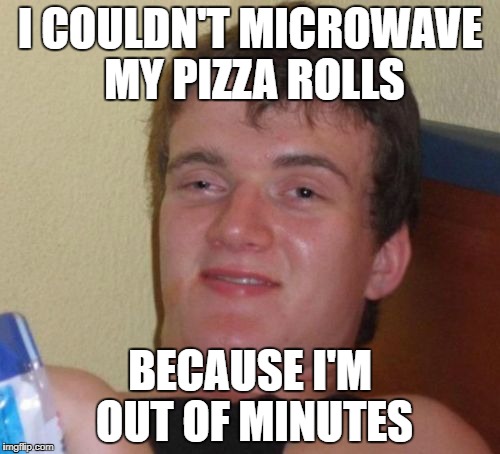 I COULDN'T MICROWAVE
MY PIZZA ROLLS
BECAUSE I'M
OUT OF MINUTES
imgflip.com